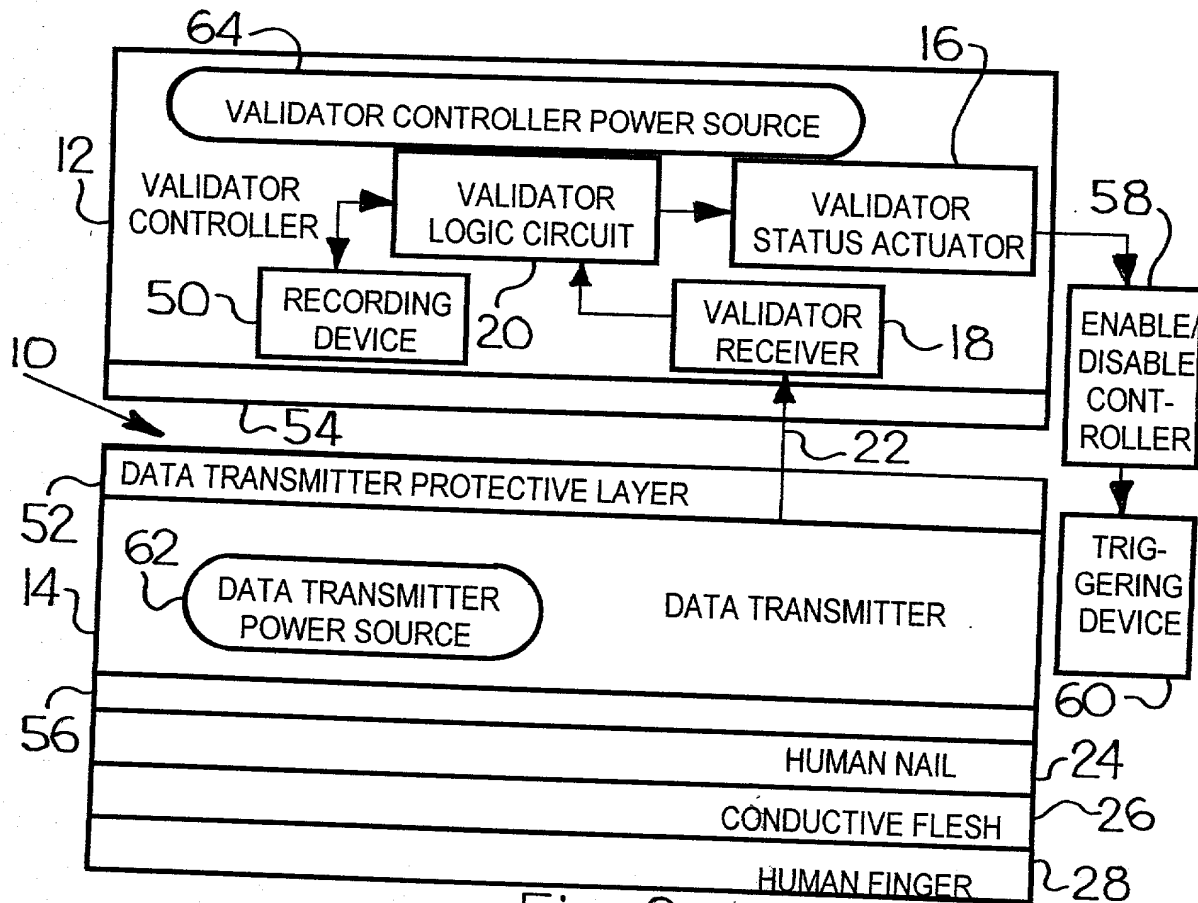 64
16
VALIDATOR CONTROLLER POWER SOURCE
12
VALIDATOR
CONTROLLER
VALIDATOR
LOGIC CIRCUIT
VALIDATOR
STATUS ACTUATOR
58
50
RECORDING
DEVICE
20
VALIDATOR
RECEIVER
18
ENABLE/
DISABLE
CONT-
ROLLER
10
54
22
DATA TRANSMITTER PROTECTIVE LAYER
52
62
14
DATA TRANSMITTER
POWER SOURCE
DATA TRANSMITTER
TRIG-
GERING
DEVICE
60
56
HUMAN NAIL
24
CONDUCTIVE FLESH
26
HUMAN FINGER
28